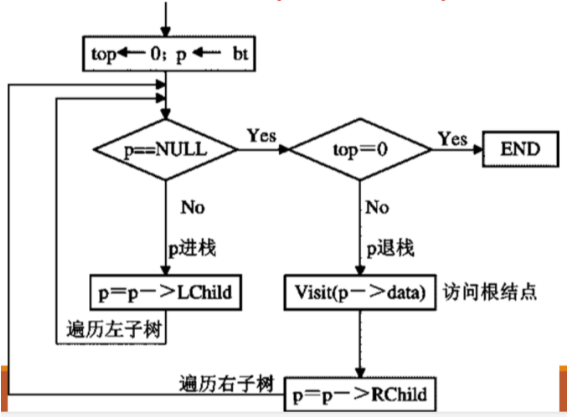 top← 0; p ← bt
p==NULL
Yes
top=0
Yes
END
No
No
p进栈
p退栈
p=p->LChild
Visit(p->data)
访问根结点
遍历左子树
遍历右子树
p=p->RChild